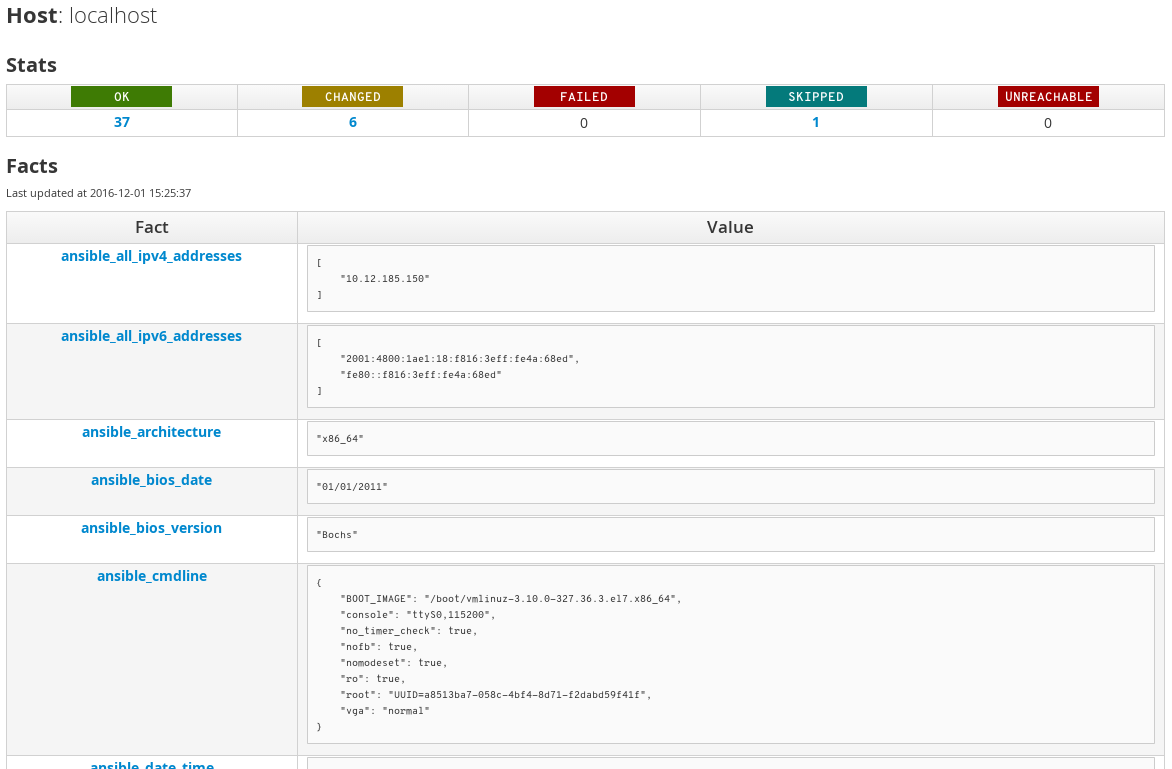 Host: localhost
Stats
OK CHANGED FAILED SKIPPED UNREACHABLE
37 6 0 1 0
Facts
Last updated at 2016-12-01 15:25:37
Fact Value
ansible_all_ipv4_addresses
[
    "10.12.185.150"
]
ansible_all_ipv6_addresses
[
    "2001:4800:1ae1:18:f816:3eff:fe4a:68ed",
    "fe80::f816:3eff:fe4a:68ed"
]
ansible_architecture
"x86_64"
ansible_bios_date
"01/01/2011"
ansible_bios_version
"Bochs"
ansible_cmdline
{
    "BOOT_IMAGE": "/boot/vmlinuz-3.10.0-327.36.3.el7.x86_64",
    "console": "ttyS0,115200",
    "no_timer_check": true,
    "nofb": true,
    "nomodeset": true,
    "ro": true,
    "root": "UUID=a8513ba7-058c-4bf4-8d71-f2dabd59f41f",
    "vga": "normal"
}
ansible_date_time